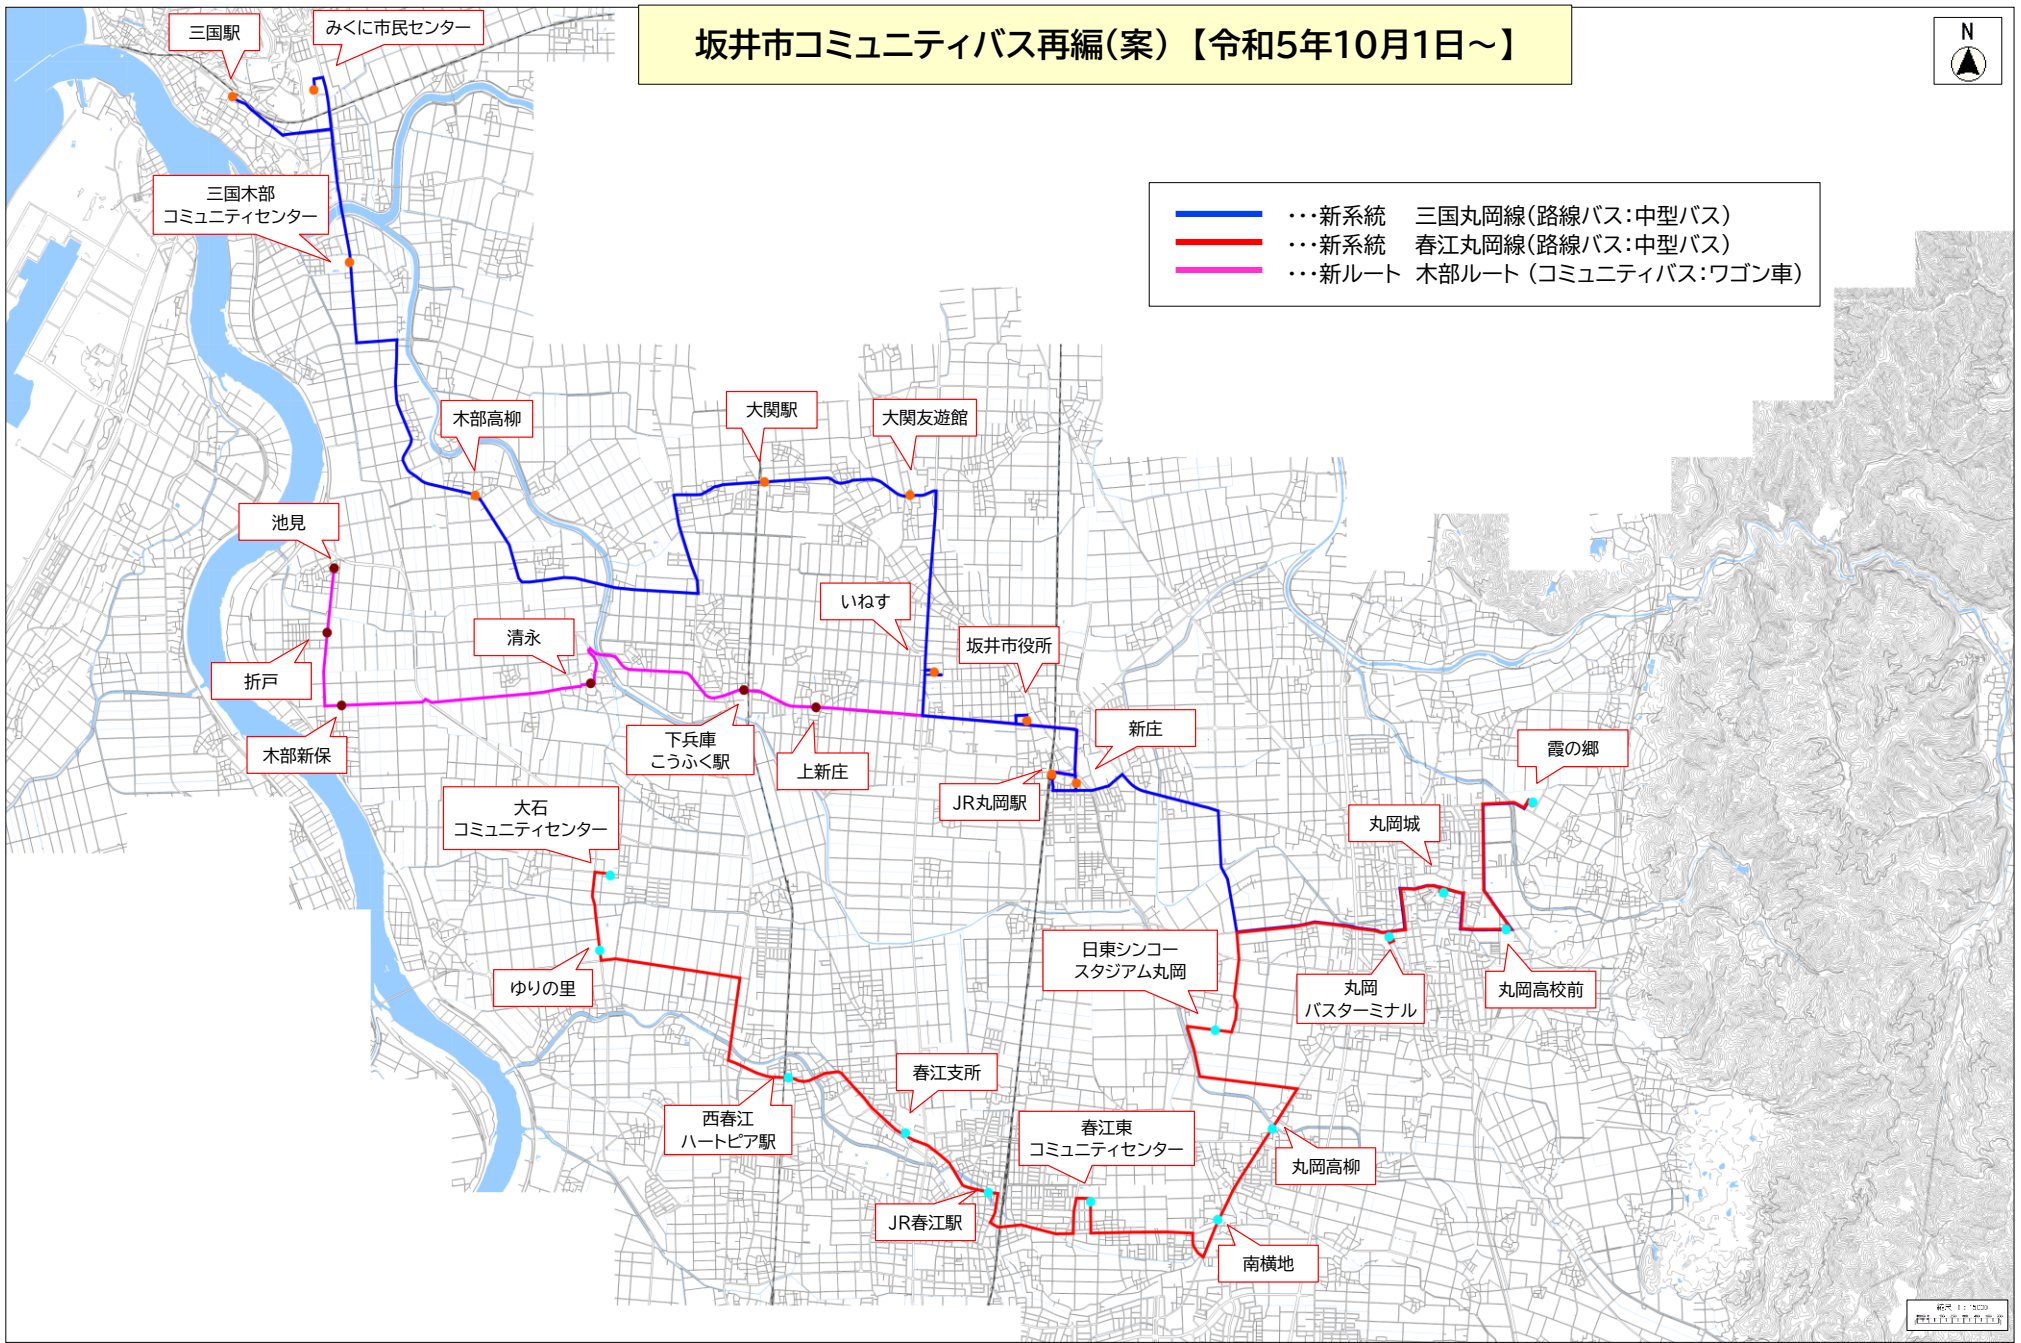 坂井市コミュニティバス再編(案)【令和5年10月1日～】
N
三国駅
みくに市民センター
三国木部
コミュニティセンター
…新系統　三国丸岡線(路線バス:中型バス)
…新系統　春江丸岡線(路線バス:中型バス)
…新ルート　木部ルート(コミュニティバス:ワゴン車)
木部高柳
大関駅
大関友遊館
池見
いねす
清永
坂井市役所
折戸
新庄
霞の郷
木部新保
下兵庫
こうふく駅
上新庄
JR丸岡駅
大石
コミュニティセンター
丸岡城
日東シンコー
スタジアム丸岡
ゆりの里
丸岡
バスターミナル
丸岡高校前
春江支所
西春江
ハートピア駅
春江東
コミュニティセンター
丸岡高柳
JR春江駅
南横地